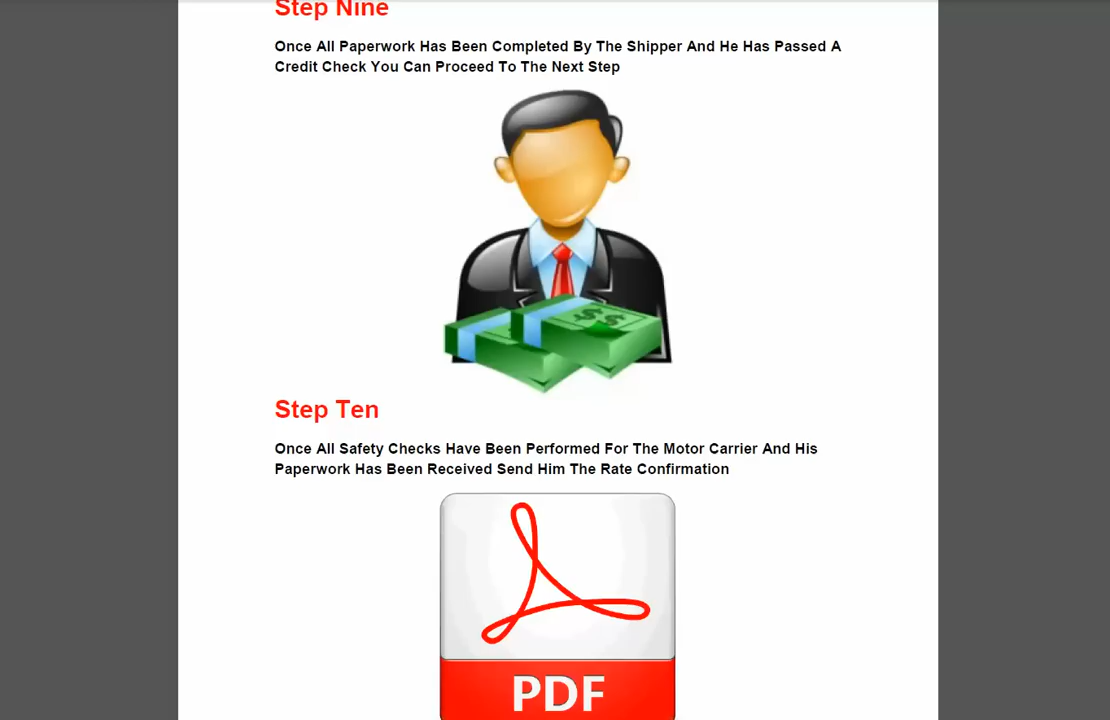 Step Nine
Once All Paperwork Has Been Completed By The Shipper And He Has Passed A
Credit Check You Can Proceed To The Next Step
Step Ten
Once All Safety Checks Have Been Performed For The Motor Carrier And His
Paperwork Has Been Received Send Him The Rate Confirmation
PDF